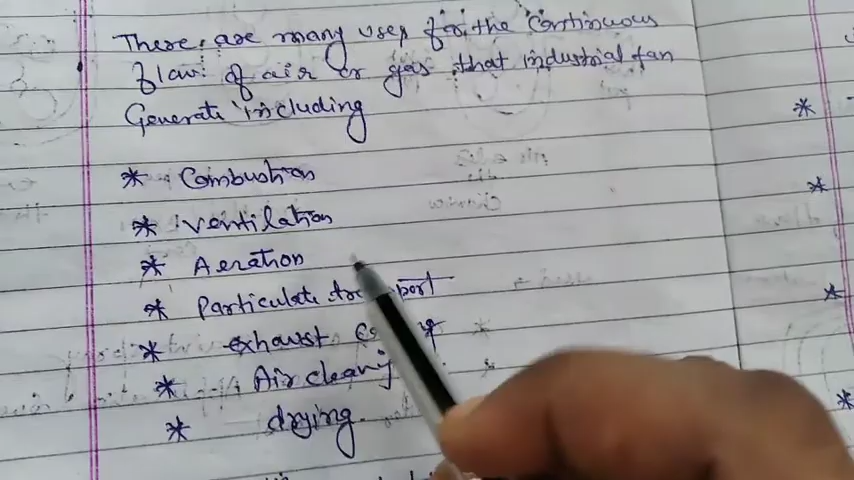 There are many uses for the Continuous
flow of air or gas that industrial fan
Generate including
* Combustion
* Ventilation
* Aeration
* Particulate transport
* exhaust
* Air cleaning
* drying